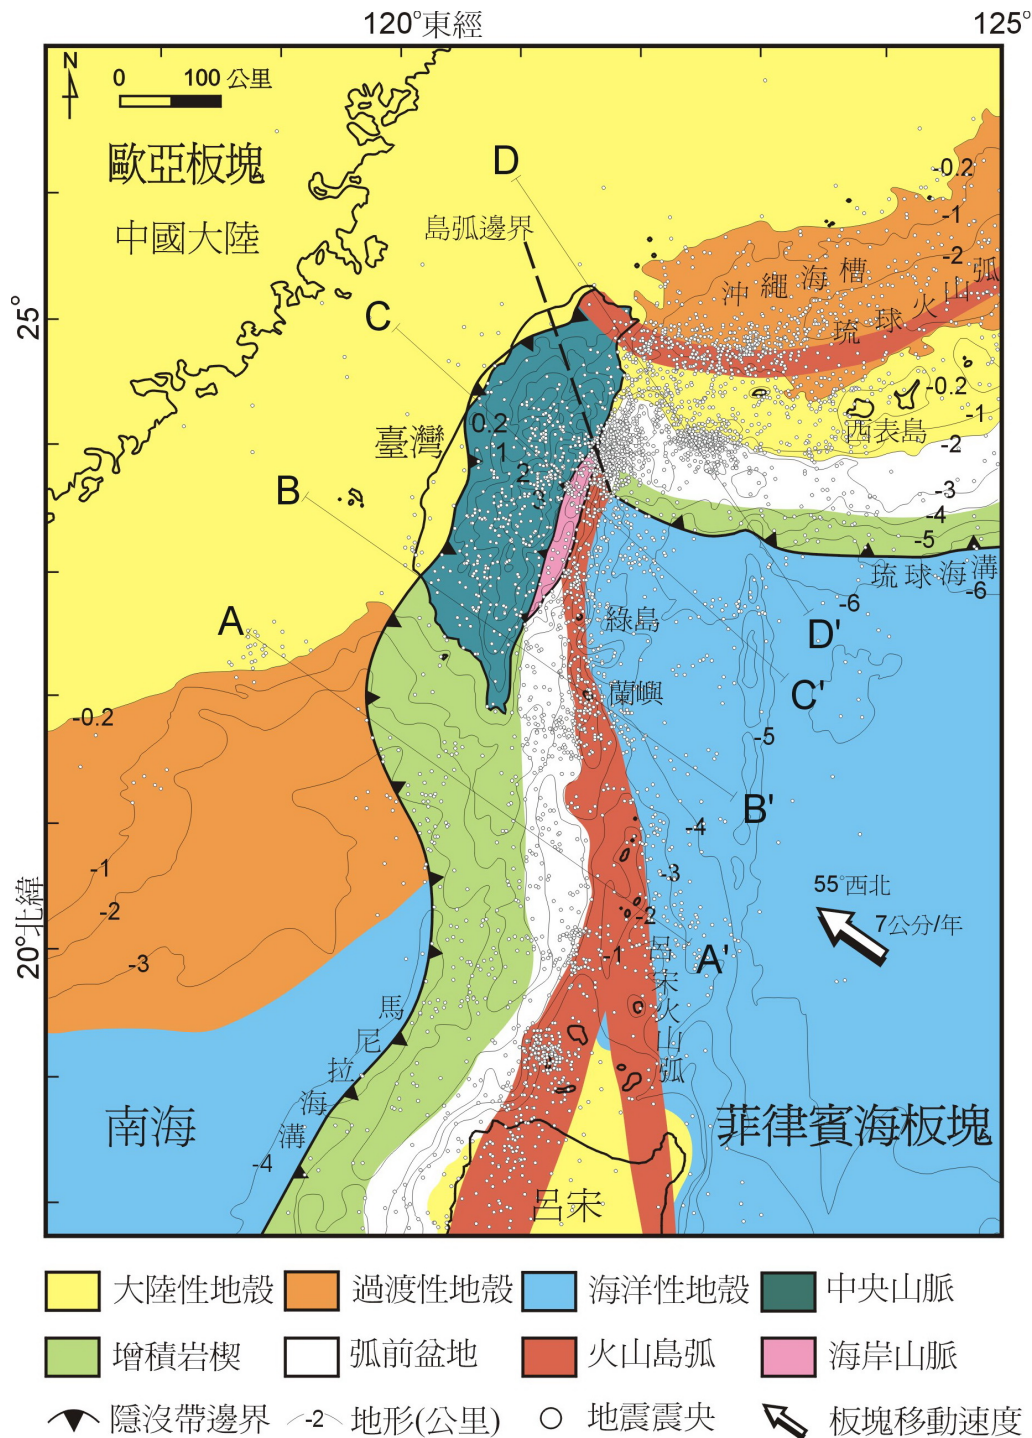 120°東經
125°
N
0 100 公里
歐亞板塊
中國大陸
D
島弧邊界
-0.2
-1
-2
沖繩海槽
琉球火山弧
25°
C
臺灣
0.2
1
2
3
-0.2
-1
西表島
-2
-3
-4
-5
琉球海溝
-6
-6
B
A
綠島
D'
蘭嶼
C'
-0.2
-5
B'
-4
-3
-1
-2
-3
55°西北
7公分/年
-2
-1
A'
20°北緯
呂宋火山弧
馬尼拉海溝
南海
-4
菲律賓海板塊
呂宋
大陸性地殼 過渡性地殼 海洋性地殼 中央山脈
增積岩楔 弧前盆地 火山島弧 海岸山脈
隱沒帶邊界 -2 地形(公里) 地震震央 板塊移動速度